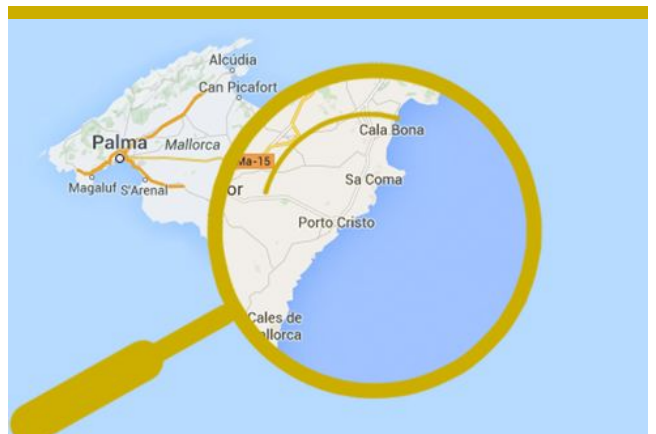 Alcúdia
Can Picafort
Palma
Mallorca
Magaluf
S'Arenal
Ma-15
or
Cala Bona
Sa Coma
Porto Cristo
Cales de
llorca